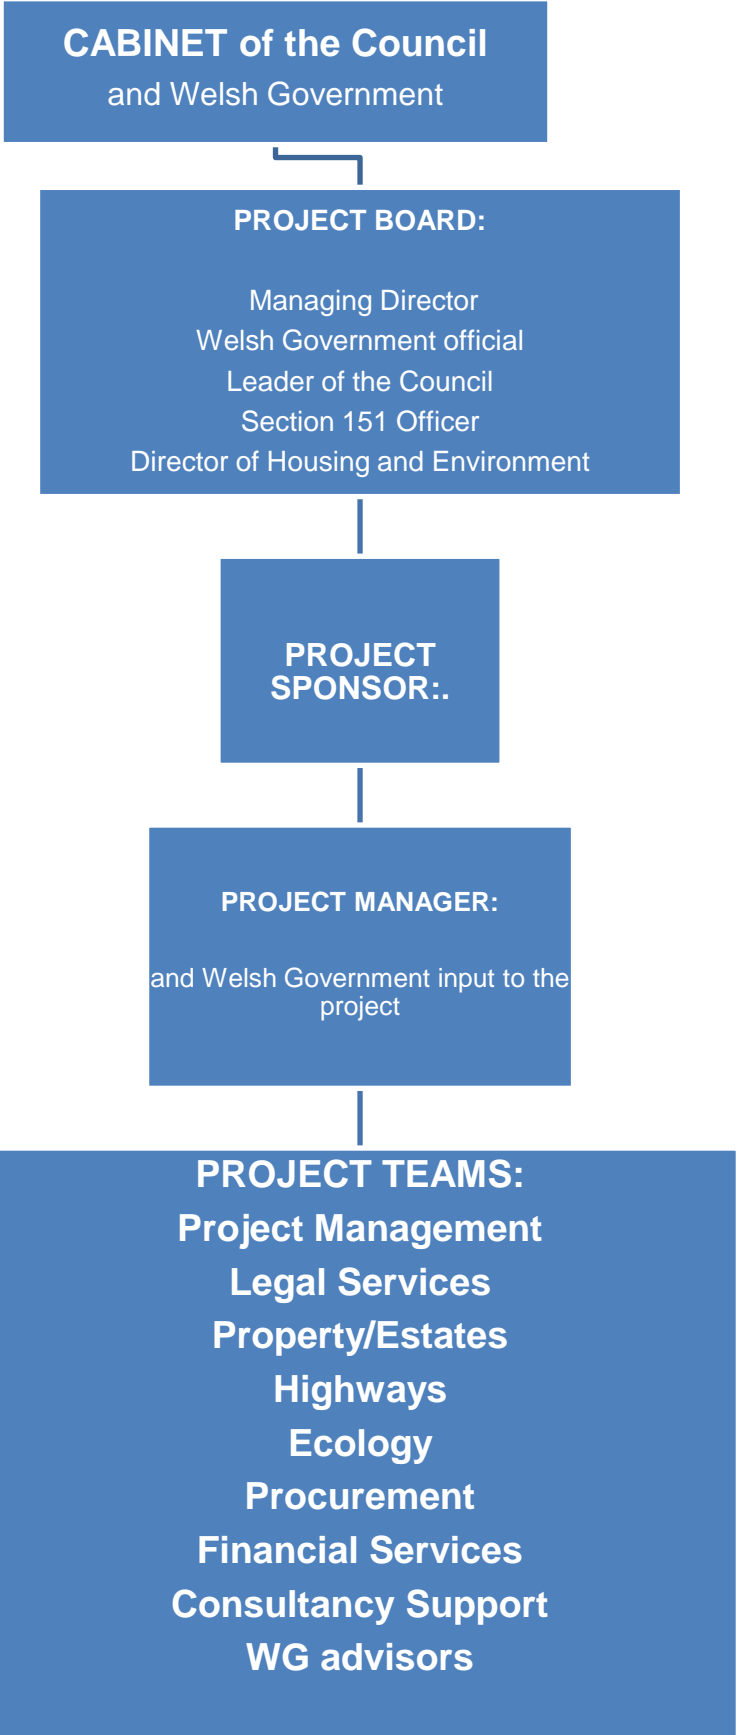 CABINET of the Council
and Welsh Government
PROJECT BOARD:
Managing Director
Welsh Government official
Leader of the Council
Section 151 Officer
Director of Housing and Environment
PROJECT
SPONSOR:.
PROJECT MANAGER:
and Welsh Government input to the
project
PROJECT TEAMS:
Project Management
Legal Services
Property/Estates
Highways
Ecology
Procurement
Financial Services
Consultancy Support
WG advisors